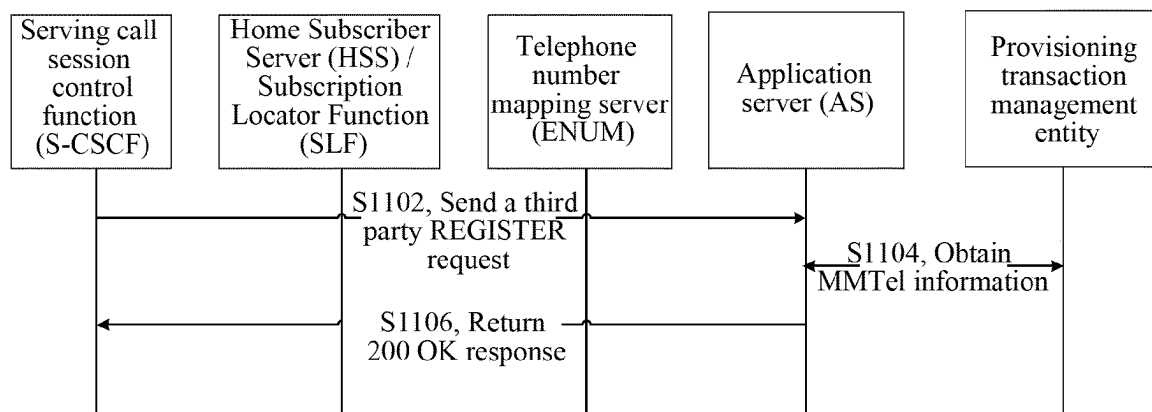 Serving call
session
control
function
(S-CSCF)
Home Subscriber
Server (HSS) /
Subscription
Locator Function
(SLF)
Telephone
number
mapping server
(ENUM)
Application
server (AS)
Provisioning
transaction
management
entity
S1102, Send a third
party REGISTER
request
S1104, Obtain
MMTel information
S1106, Return
200 OK response